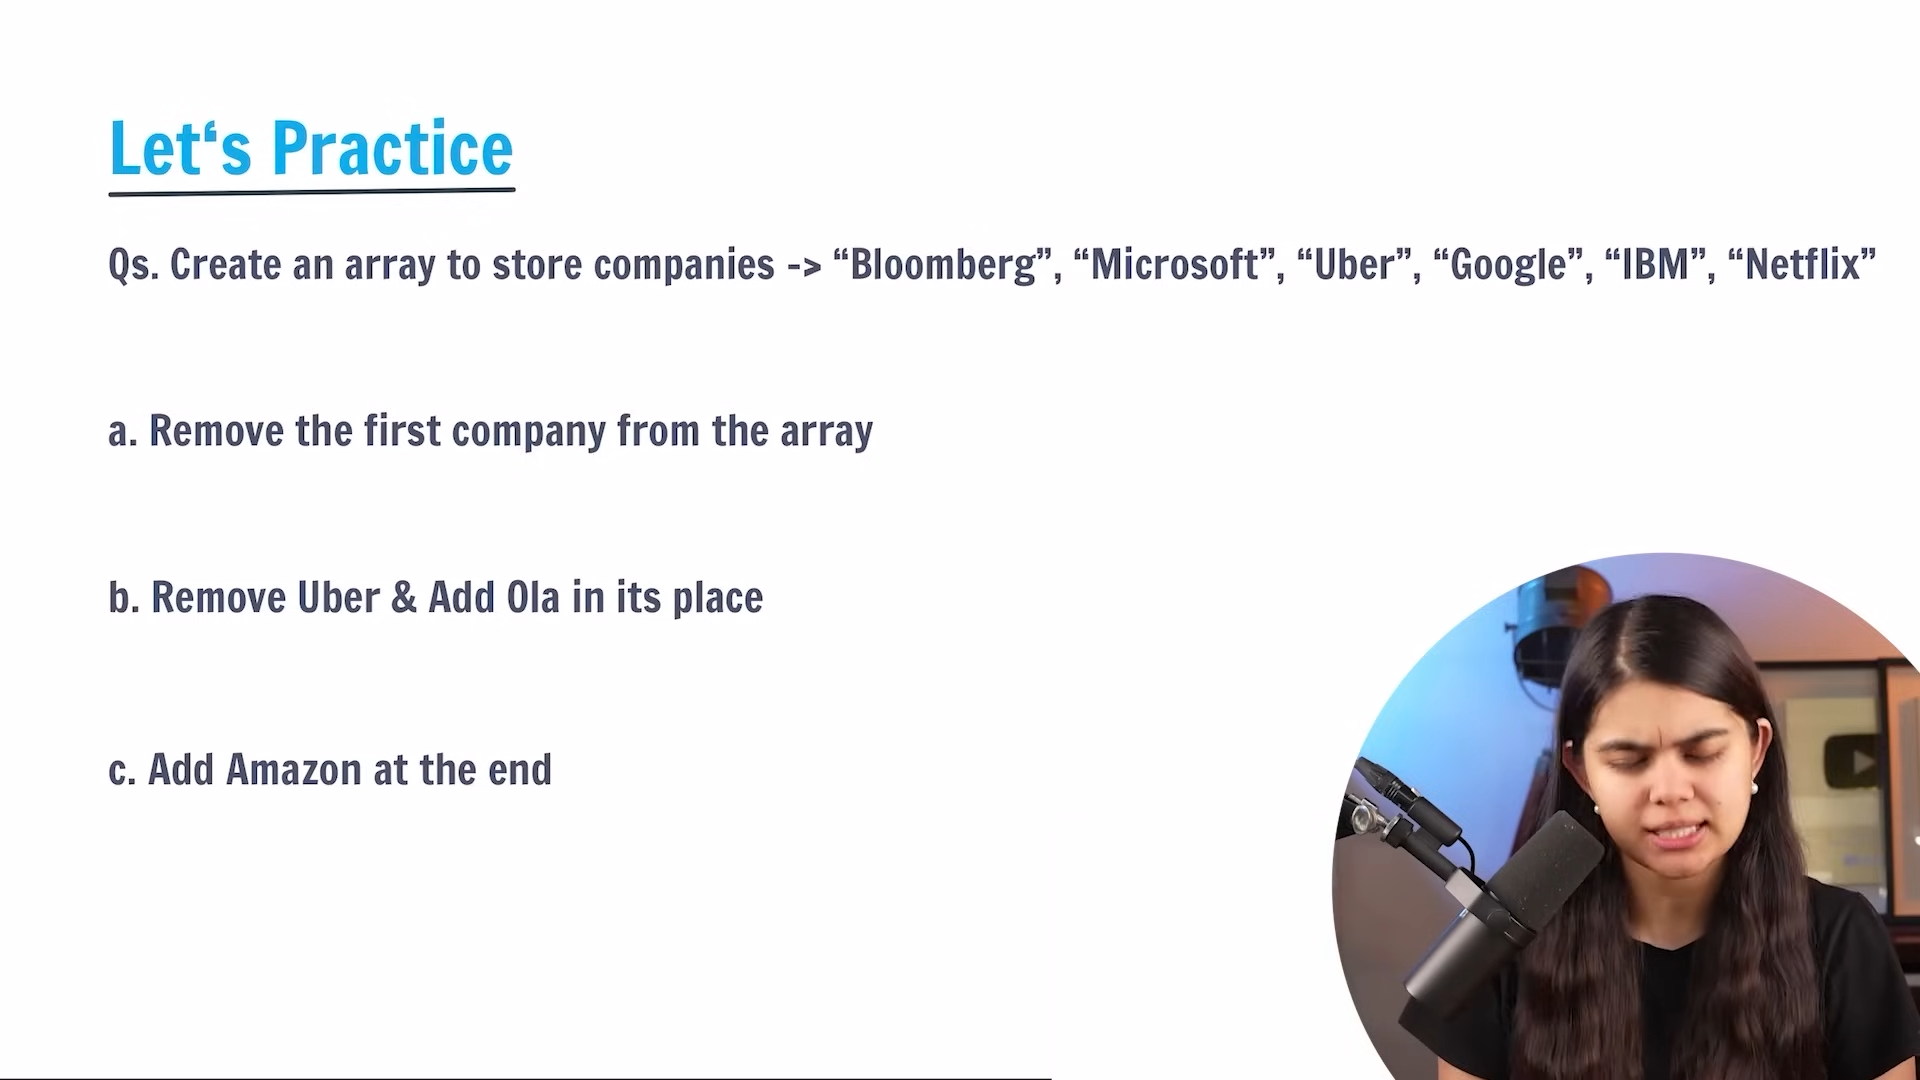 Let‘s Practice
Qs. Create an array to store companies -> “Bloomberg”, “Microsoft”, “Uber”, “Google”, “IBM”, “Netflix”
a. Remove the first company from the array
b. Remove Uber & Add Ola in its place
c. Add Amazon at the end